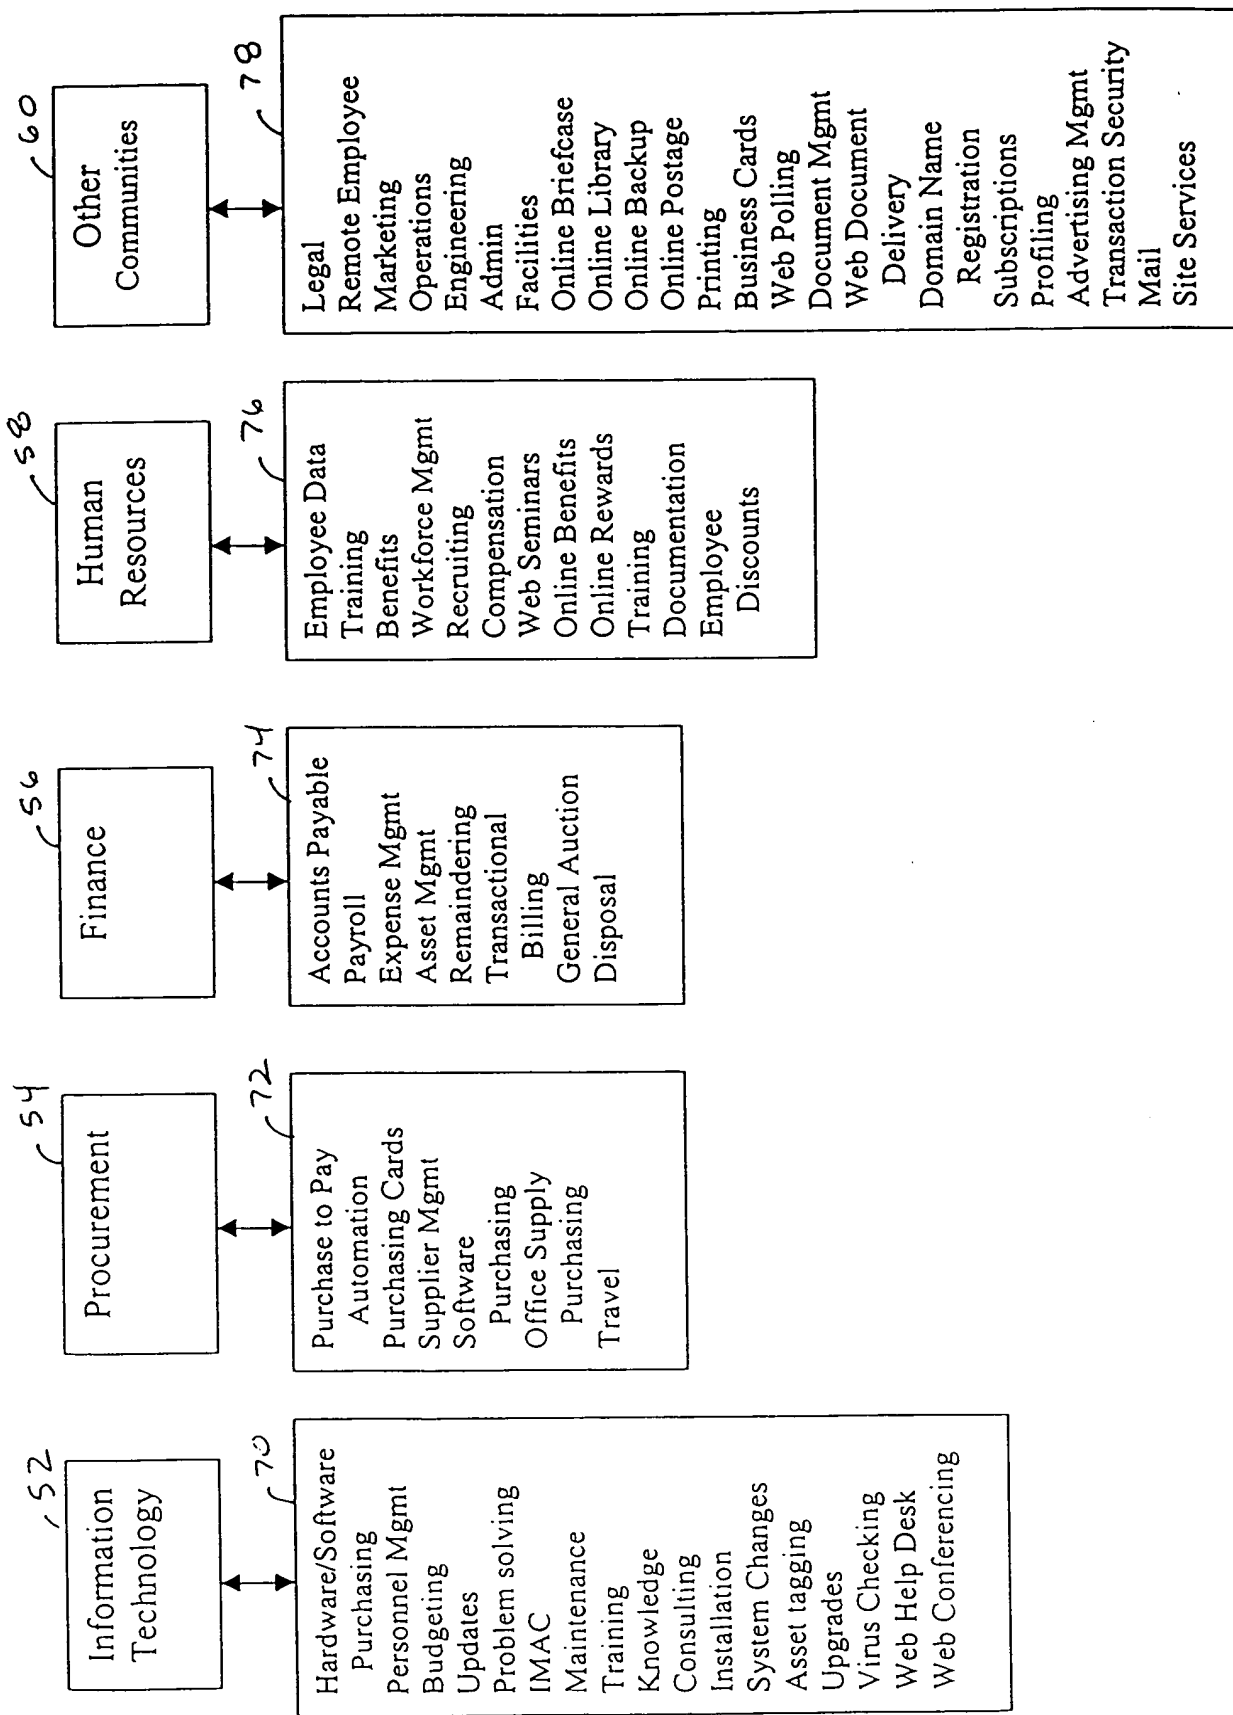 52
Information
Technology
70
Hardware/Software
Purchasing
Personnel Mgmt
Budgeting
Updates
Problem solving
IMAC
Maintenance
Training
Knowledge
Consulting
Installation
System Changes
Asset tagging
Upgrades
Virus Checking
Web Help Desk
Web Conferencing
54
Procurement
72
Purchase to Pay
Automation
Purchasing Cards
Supplier Mgmt
Software
Purchasing
Office Supply
Purchasing
Travel
56
Finance
74
Accounts Payable
Payroll
Expense Mgmt
Asset Mgmt
Remaindering
Transactional
Billing
General Auction
Disposal
58
Human
Resources
76
Employee Data
Training
Benefits
Workforce Mgmt
Recruiting
Compensation
Web Seminars
Online Benefits
Online Rewards
Training
Documentation
Employee
Discounts
60
Other
Communities
78
Legal
Remote Employee
Marketing
Operations
Engineering
Admin
Facilities
Online Briefcase
Online Library
Online Backup
Online Postage
Printing
Business Cards
Web Polling
Document Mgmt
Web Document
Delivery
Domain Name
Registration
Subscriptions
Profiling
Advertising Mgmt
Transaction Security
Mail
Site Services